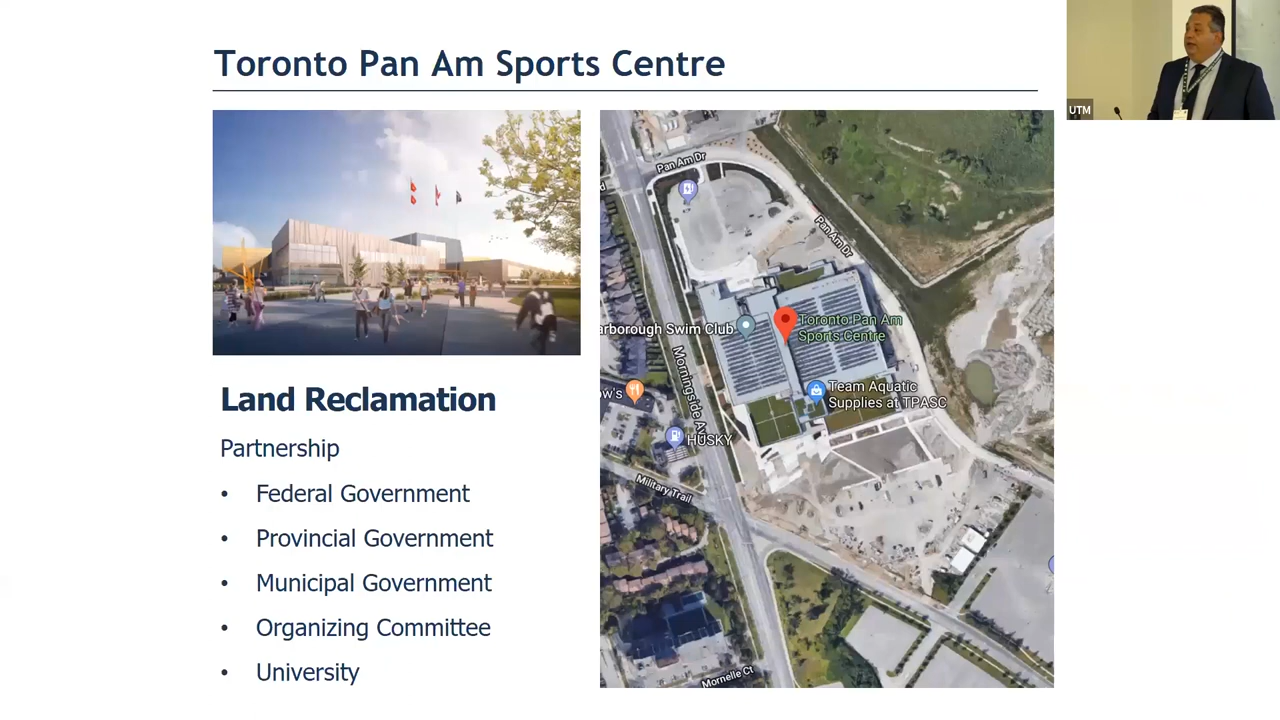 Toronto Pan Am Sports Centre
UTM
Land Reclamation
Partnership
• Federal Government
• Provincial Government
• Municipal Government
• Organizing Committee
• University
Pan Am Dr
Pan Am Dr
arborough Swim Club
Toronto Pan Am
Sports Centre
Morningside Av
ow's
Team Aquatic
Supplies at TPASC
HUSKY
Military Trail
Mornelle Ct